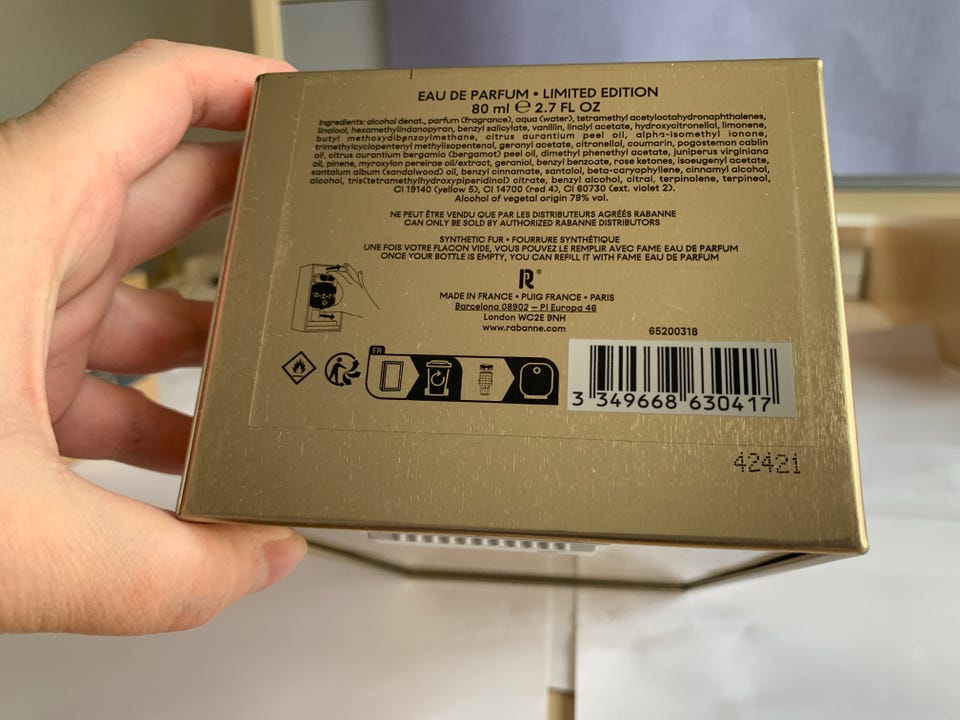 EAU DE PARFUM • LIMITED EDITION
80 ml ℮ 2.7 FL OZ
Ingredients: alcohol denat., parfum (fragrance), aqua (water), tetramethyl acetyloctahydronaphthalenes,
linalool, hexamethylindanopyran, benzyl salicylate, vanillin, linalyl acetate, hydroxycitronellal, limonene,
butyl methoxydibenzoylmethane, citrus aurantium peel oil, alpha-isomethyl ionone,
trimethylcyclopentenyl methylisopentenol, geranyl acetate, citronellol, coumarin, pogostemon cablin
oil, citrus aurantium bergamia (bergamot) peel oil, dimethyl phenethyl acetate, juniperus virginiana
oil, pinene, myroxylon pereirae oil/extract, geraniol, benzyl benzoate, rose ketones, isoeugenyl acetate,
santalum album (sandalwood) oil, benzyl cinnamate, santalol, beta-caryophyllene, cinnamyl alcohol,
alcohol, tris(tetramethylhydroxypiperidinol) citrate, benzyl alcohol, citral, terpinolene, terpineol,
CI 19140 (yellow 5), CI 14700 (red 4), CI 60730 (ext. violet 2).
Alcohol of vegetal origin 79% vol.
NE PEUT ÊTRE VENDU QUE PAR LES DISTRIBUTEURS AGRÉÉS RABANNE
CAN ONLY BE SOLD BY AUTHORIZED RABANNE DISTRIBUTORS
SYNTHETIC FUR • FOURRURE SYNTHÉTIQUE
UNE FOIS VOTRE FLACON VIDE, VOUS POUVEZ LE REMPLIR AVEC FAME EAU DE PARFUM
ONCE YOUR BOTTLE IS EMPTY, YOU CAN REFILL IT WITH FAME EAU DE PARFUM
®
MADE IN FRANCE • PUIG FRANCE • PARIS
Barcelona 08902 – Pl Europa 46
London WC2E 9NH
www.rabanne.com
65200318
FR
3 349668 630417
42421